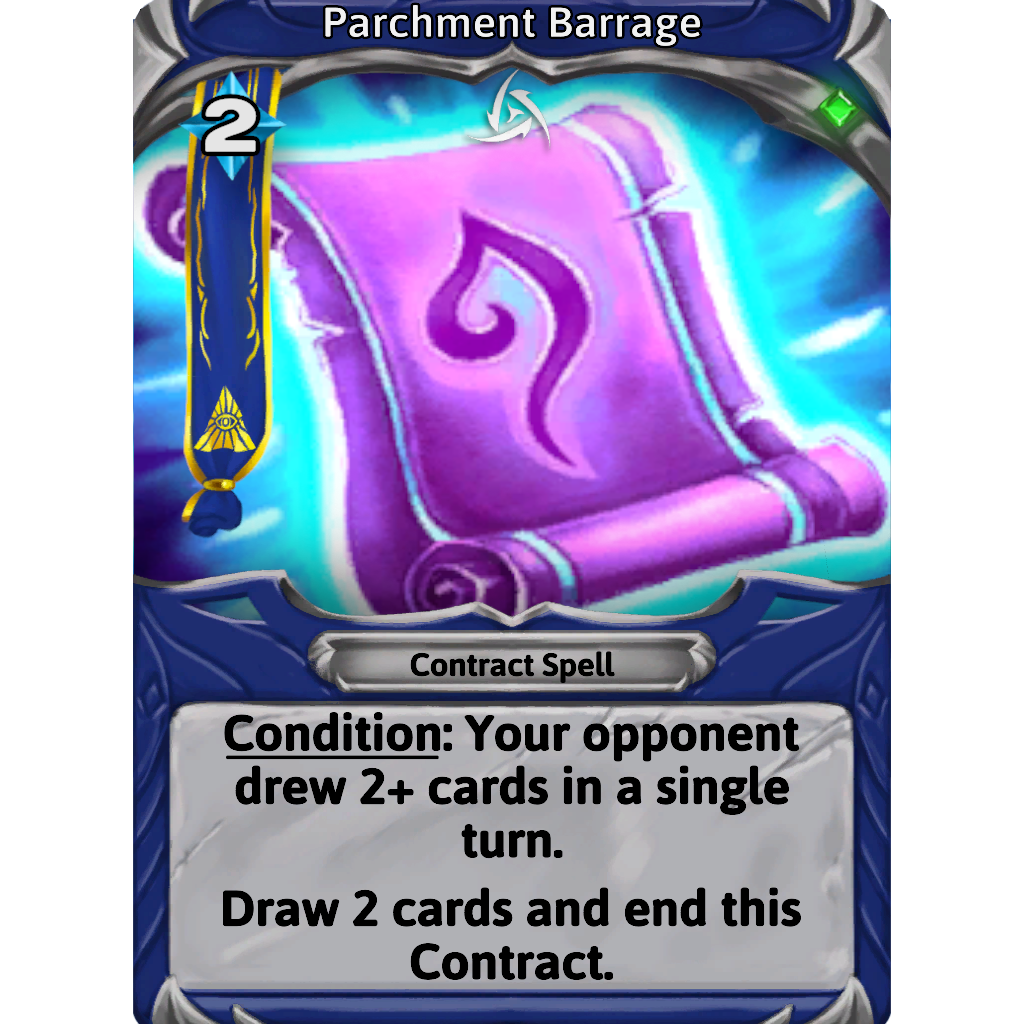 Parchment Barrage
2
Contract Spell
Condition: Your opponent
drew 2+ cards in a single
turn.
Draw 2 cards and end this
Contract.